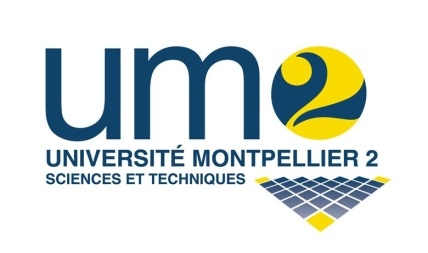 um2
UNIVERSITÉ MONTPELLIER 2
SCIENCES ET TECHNIQUES